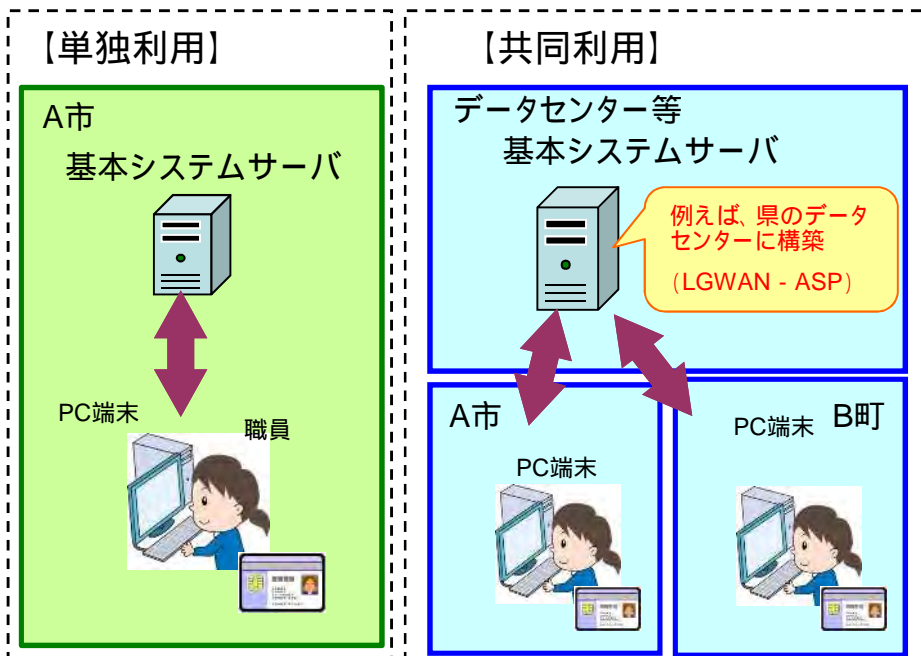 【単独利用】
A市
基本システムサーバ
PC端末
職員
【共同利用】
データセンター等
基本システムサーバ
例えば、県のデータ
センターに構築
(LGWAN - ASP)
A市
PC端末
PC端末
B町